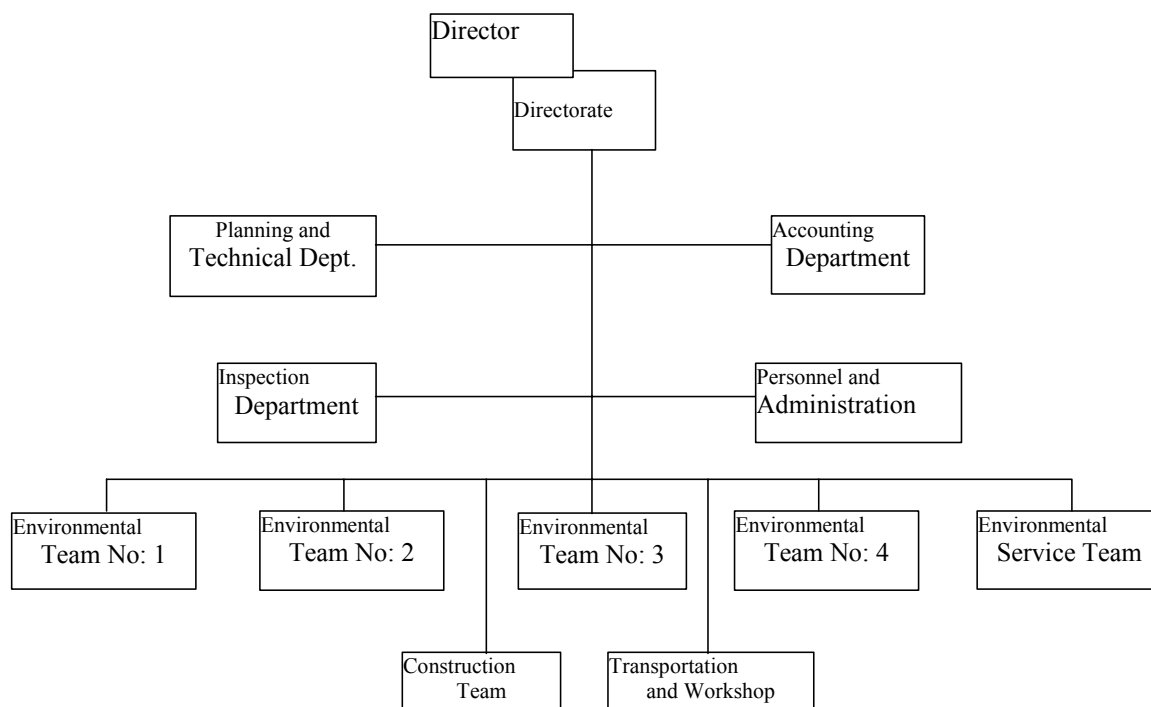 Director
Directorate
Planning and
Technical Dept.
Accounting
Department
Inspection
Department
Personnel and
Administration
Environmental
Team No: 1
Environmental
Team No: 2
Environmental
Team No: 3
Environmental
Team No: 4
Environmental
Service Team
Construction
Team
Transportation
and Workshop